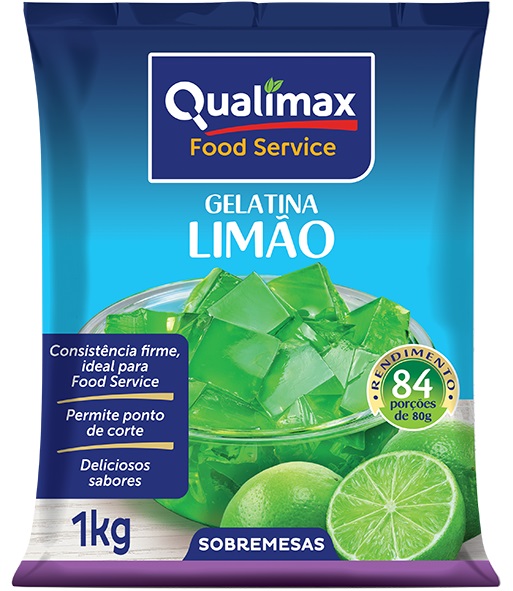 Qualimax
Food Service
GELATINA
LIMÃO
Consistência firme,
ideal para
Food Service
Permite ponto
de corte
Deliciosos
sabores
RENDIMENTO
84
porções
de 80g
1kg
SOBREMESAS